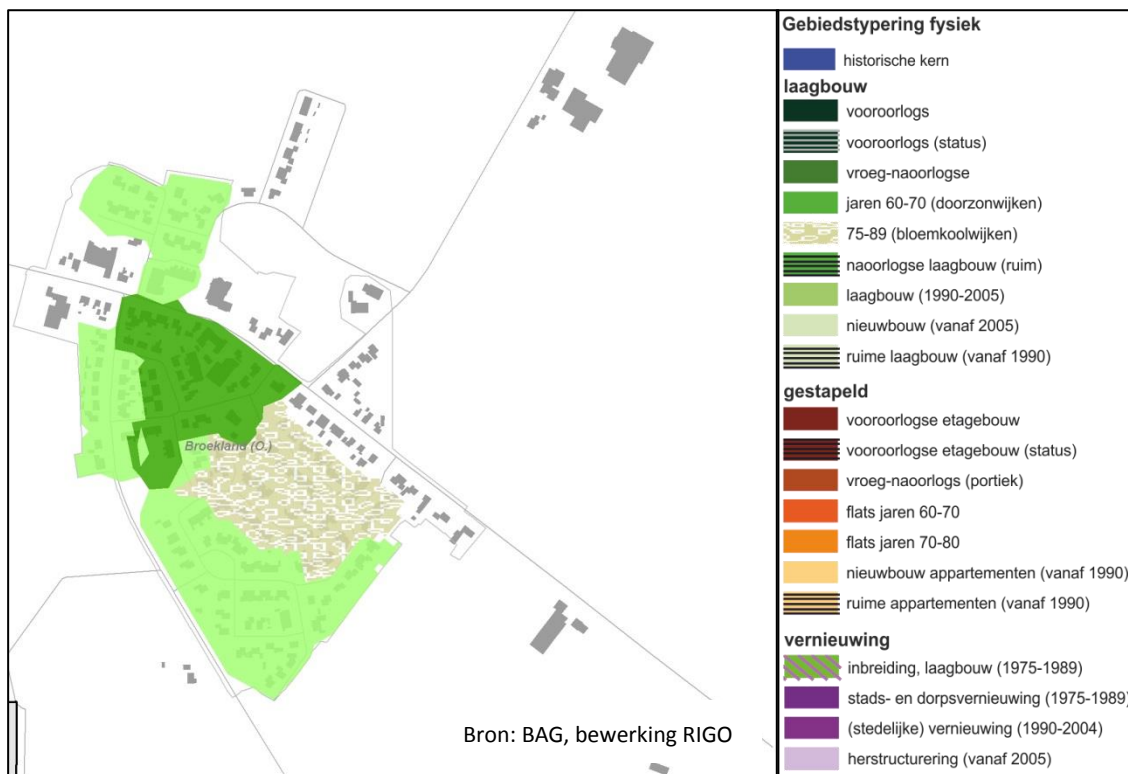 Broekland (O.)
Bron: BAG, bewerking RIGO
Gebiedstypering fysiek
historische kern
laagbouw
vooroorlogs
vooroorlogs (status)
vroeg-naoorlogse
jaren 60-70 (doorzonwijken)
75-89 (bloemkoolwijken)
naoorlogse laagbouw (ruim)
laagbouw (1990-2005)
nieuwbouw (vanaf 2005)
ruime laagbouw (vanaf 1990)
gestapeld
vooroorlogse etagebouw
vooroorlogse etagebouw (status)
vroeg-naoorlogs (portiek)
flats jaren 60-70
flats jaren 70-80
nieuwbouw appartementen (vanaf 1990)
ruime appartementen (vanaf 1990)
vernieuwing
inbreiding, laagbouw (1975-1989)
stads- en dorpsvernieuwing (1975-1989)
(stedelijke) vernieuwing (1990-2004)
herstructurering (vanaf 2005)